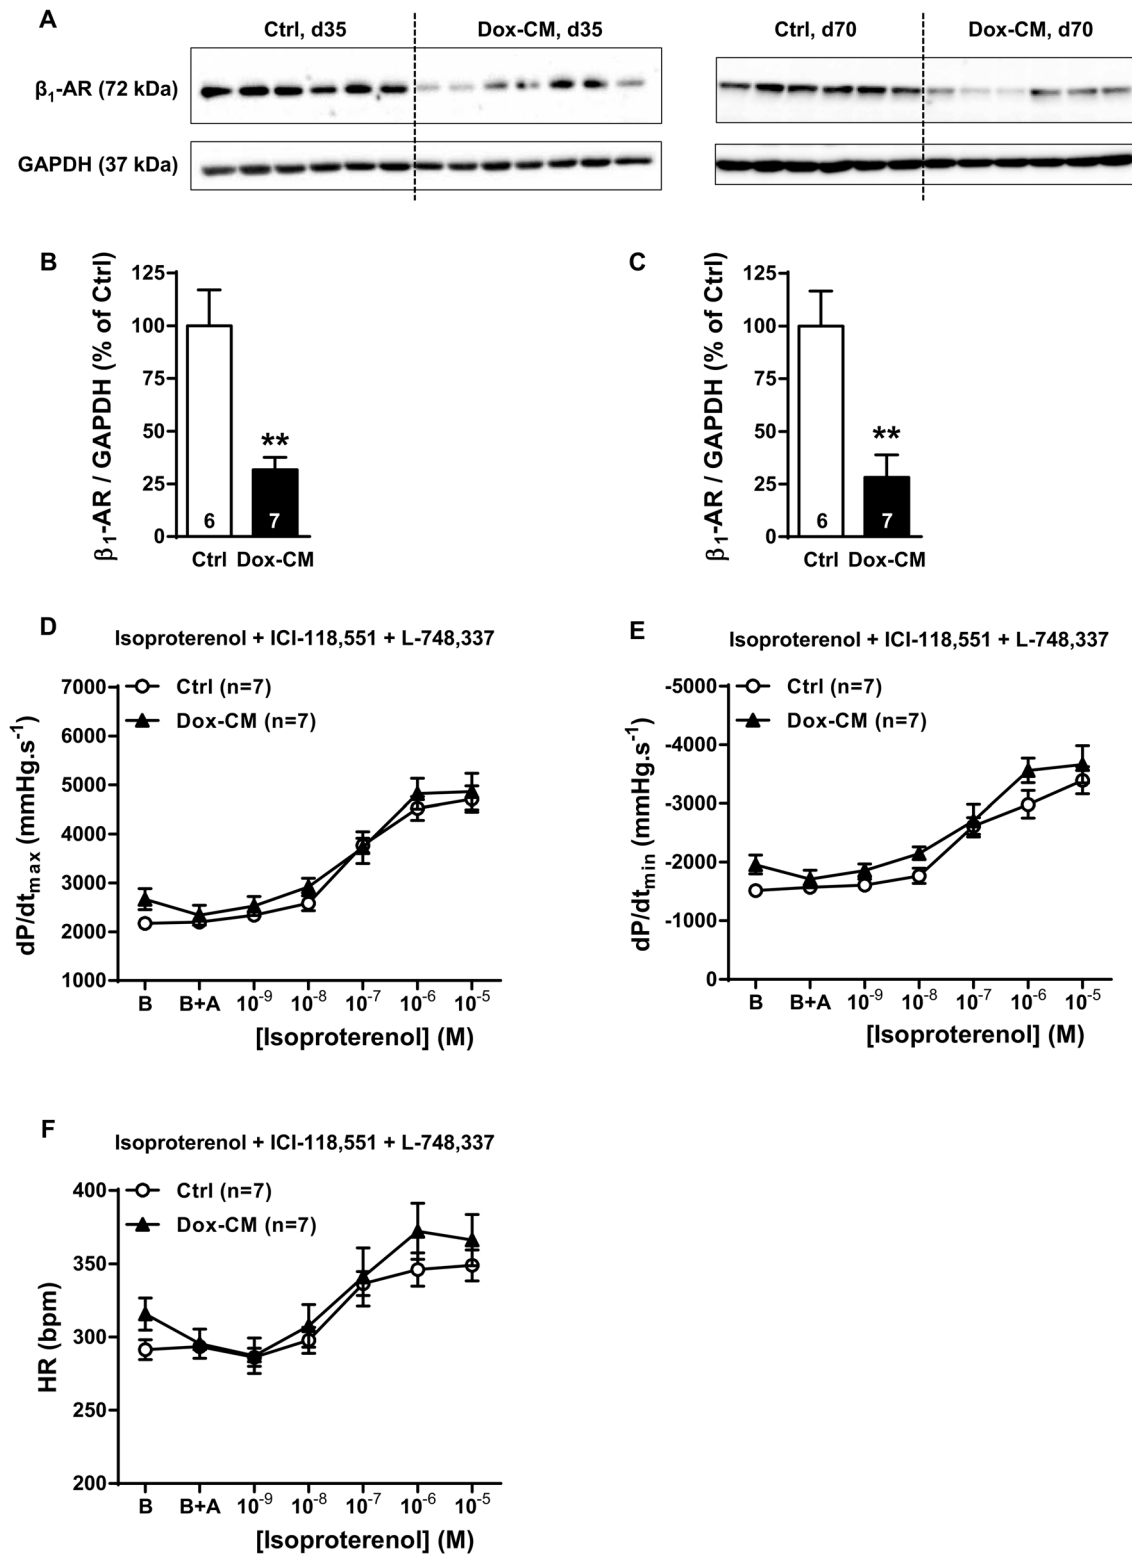 A
Ctrl, d35
Dox-CM, d35
Ctrl, d70
Dox-CM, d70
β1-AR (72 kDa)
GAPDH (37 kDa)
B
β1-AR / GAPDH (% of Ctrl)
125
100
75
50
25
0
**
6
7
Ctrl
Dox-CM
C
β1-AR / GAPDH (% of Ctrl)
125
100
75
50
25
0
**
6
7
Ctrl
Dox-CM
D
Isoproterenol + ICI-118,551 + L-748,337
Ctrl (n=7)
Dox-CM (n=7)
dP/dtmax (mmHg.s-1)
7000
6000
5000
4000
3000
2000
1000
B
B+A
10-9
10-8
10-7
10-6
10-5
[Isoproterenol] (M)
E
Isoproterenol + ICI-118,551 + L-748,337
Ctrl (n=7)
Dox-CM (n=7)
dP/dtmin (mmHg.s-1)
-5000
-4000
-3000
-2000
-1000
0
B
B+A
10-9
10-8
10-7
10-6
10-5
[Isoproterenol] (M)
F
Isoproterenol + ICI-118,551 + L-748,337
Ctrl (n=7)
Dox-CM (n=7)
HR (bpm)
400
350
300
250
200
B
B+A
10-9
10-8
10-7
10-6
10-5
[Isoproterenol] (M)